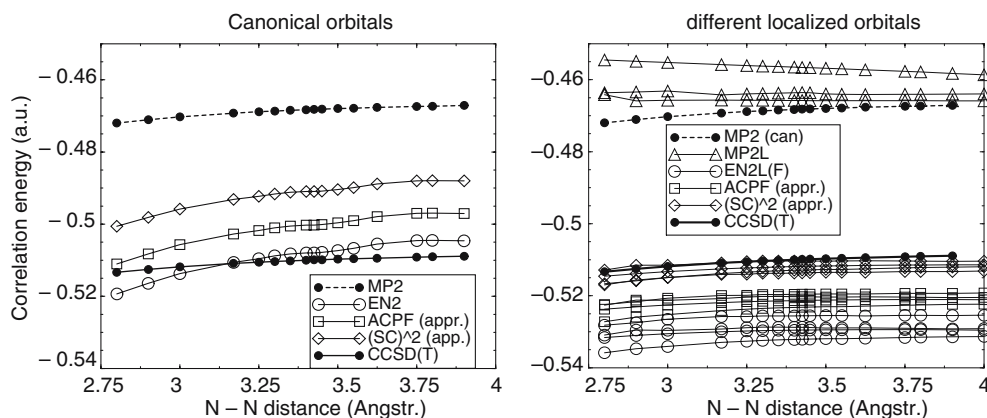 Canonical orbitals
Correlation energy (a.u.)
− 0.46
− 0.48
− 0.5
− 0.52
− 0.54
MP2
EN2
ACPF (appr.)
(SC)^2 (app.)
CCSD(T)
2.75 3 3.25 3.5 3.75 4
N − N distance (Angstr.)
different localized orbitals
−0.46
−0.48
−0.5
−0.52
−0.54
MP2 (can)
MP2L
EN2L(F)
ACPF (appr.)
(SC)^2 (appr.)
CCSD(T)
2.75 3 3.25 3.5 3.75 4
N − N distance (Angstr.)